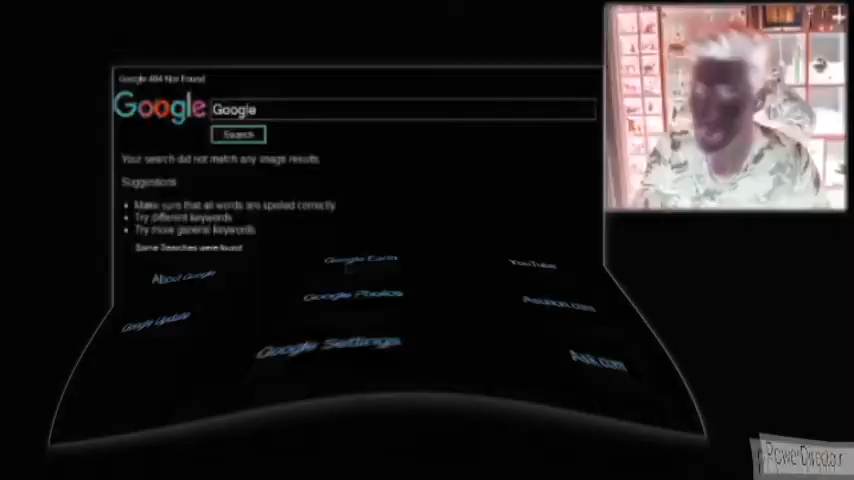 Google 404 Not Found
Google
Google
Search
Your search did not match any image results.
Suggestions
Make sure that all words are spelled correctly
Try different keywords
Try more general keywords
Some Searches were found
About Google
Google Earth
YouTube
Google Update
Google Photos
Google Settings
Ask.com
PowerDirector